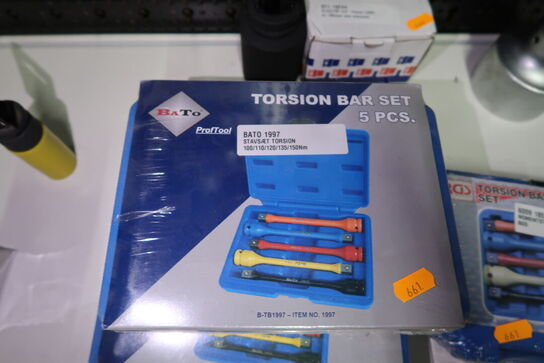 TORSION BAR SET
5 PCS.
BATO
ProfTool
BATO 1997
STAVSÆT TORSION
100/110/120/135/150Nm
B-TB1997 – ITEM NO. 1997
661.
TORSION BA
SET
661.